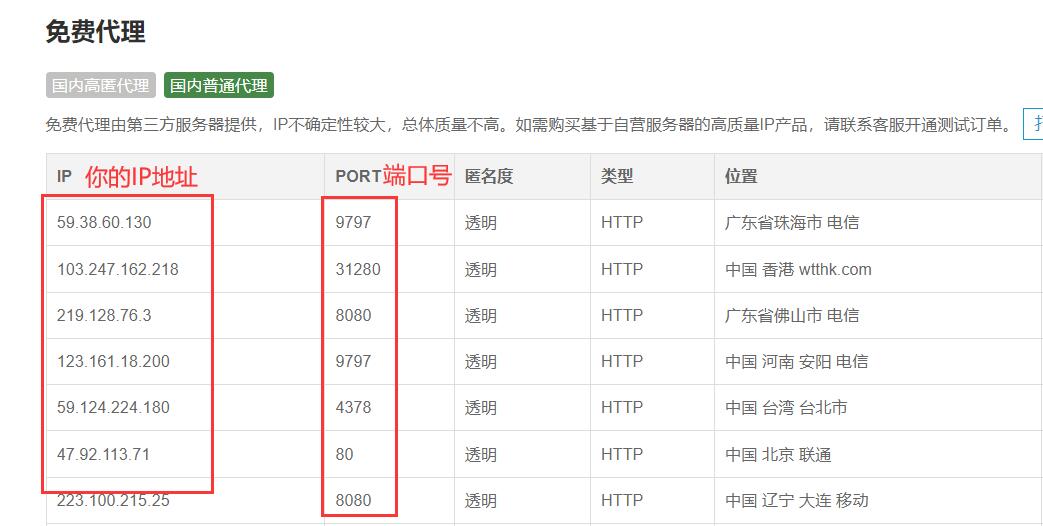 免费代理
国内高匿代理 国内普通代理
免费代理由第三方服务器提供，IP不确定性较大，总体质量不高。如需购买基于自营服务器的高质量IP产品，请联系客服开通测试订单。
IP 你的IP地址 PORT端口号 匿名度 类型 位置
59.38.60.130 9797 透明 HTTP 广东省珠海市 电信
103.247.162.218 31280 透明 HTTP 中国 香港 wtthk.com
219.128.76.3 8080 透明 HTTP 广东省佛山市 电信
123.161.18.200 9797 透明 HTTP 中国 河南 安阳 电信
59.124.224.180 4378 透明 HTTP 中国 台湾 台北市
47.92.113.71 80 透明 HTTP 中国 北京 联通
223.100.215.25 8080 透明 HTTP 中国 辽宁 大连 移动